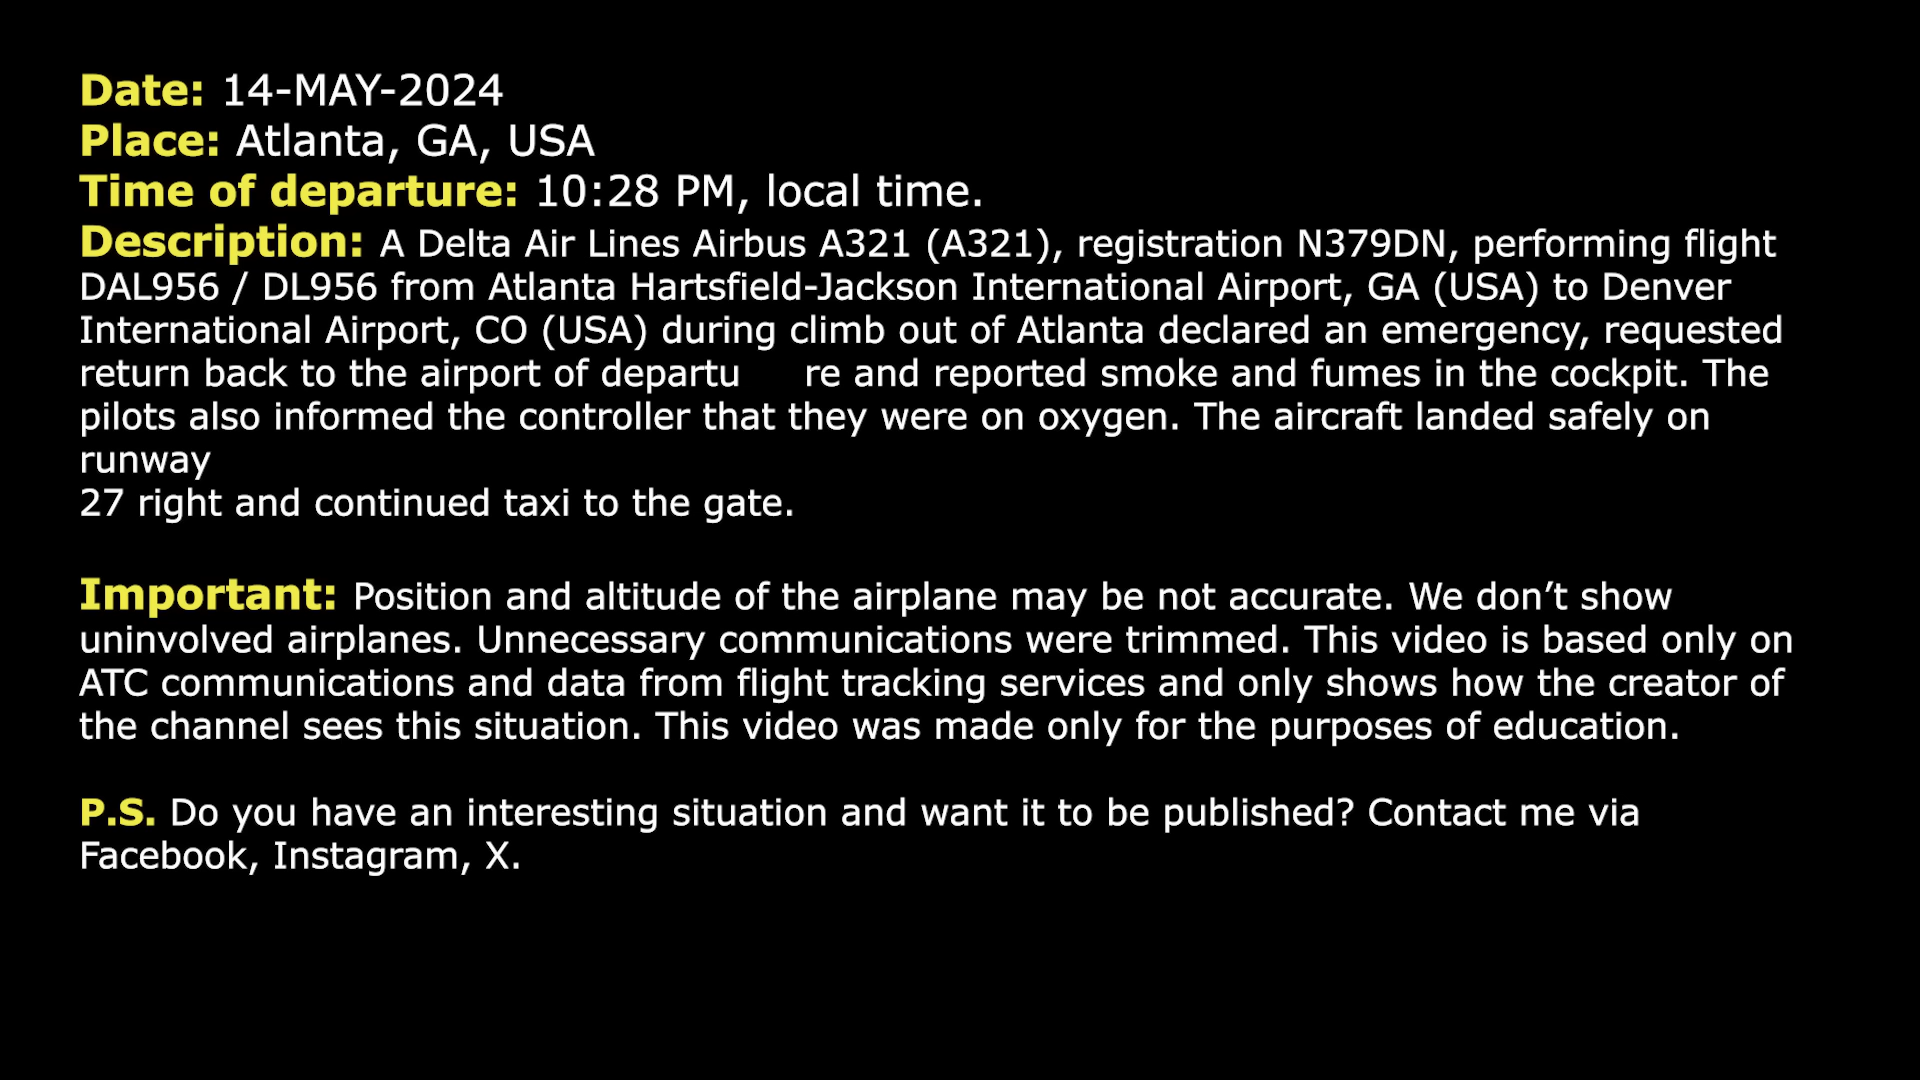 Date: 14-MAY-2024
Place: Atlanta, GA, USA
Time of departure: 10:28 PM, local time.
Description: A Delta Air Lines Airbus A321 (A321), registration N379DN, performing flight
DAL956 / DL956 from Atlanta Hartsfield-Jackson International Airport, GA (USA) to Denver
International Airport, CO (USA) during climb out of Atlanta declared an emergency, requested
return back to the airport of departu re and reported smoke and fumes in the cockpit. The
pilots also informed the controller that they were on oxygen. The aircraft landed safely on
runway
27 right and continued taxi to the gate.
Important: Position and altitude of the airplane may be not accurate. We don’t show
uninvolved airplanes. Unnecessary communications were trimmed. This video is based only on
ATC communications and data from flight tracking services and only shows how the creator of
the channel sees this situation. This video was made only for the purposes of education.
P.S. Do you have an interesting situation and want it to be published? Contact me via
Facebook, Instagram, X.